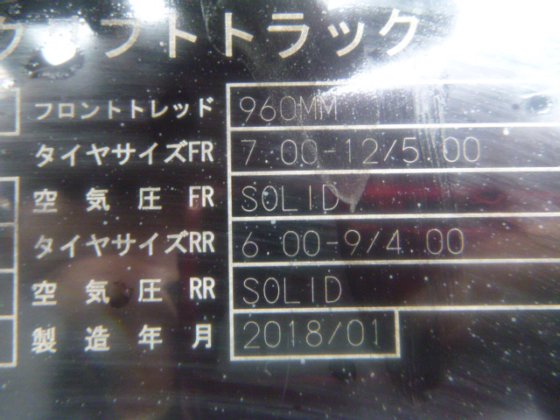 クロフトトラック
フロントトレッド 960MM
タイヤサイズFR 7.00-12/5.00
空気圧 FR SOLID
タイヤサイズRR 6.00-9/4.00
空気圧 RR SOLID
製造年月 2018/01